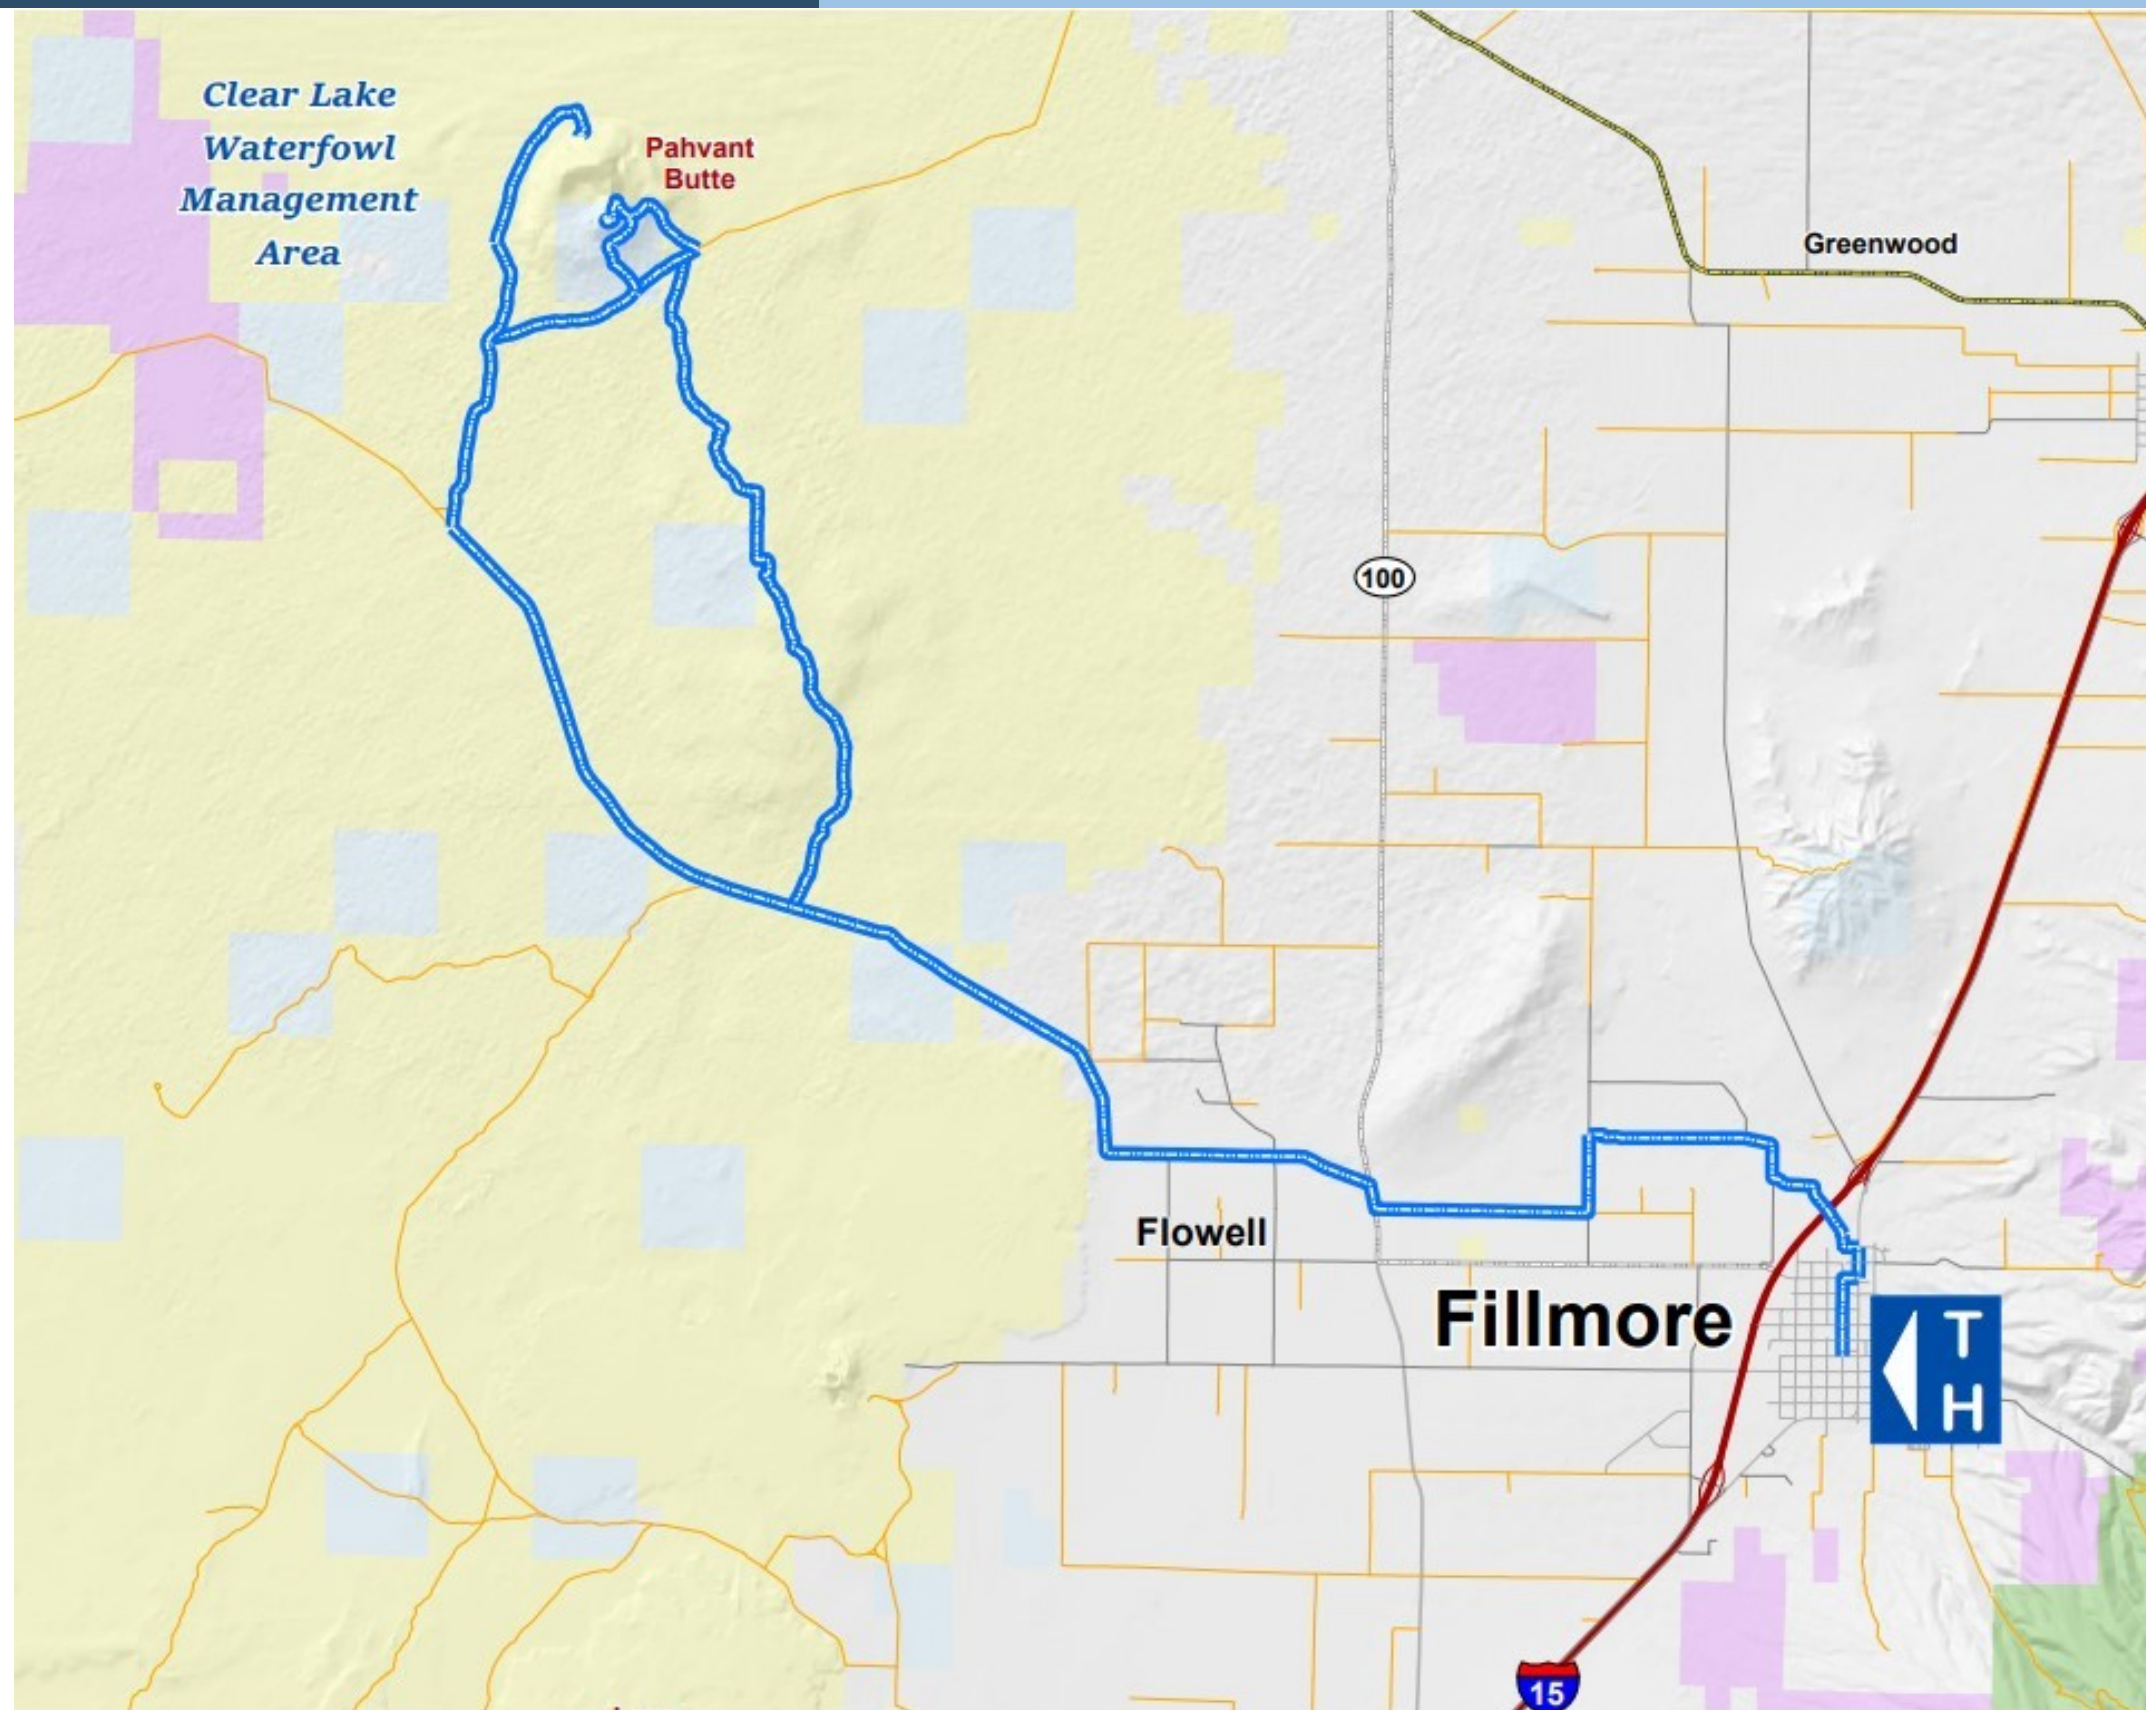 Clear Lake
Waterfowl
Management
Area
Pahvant
Butte
Greenwood
100
Flowell
Fillmore
T
H
15